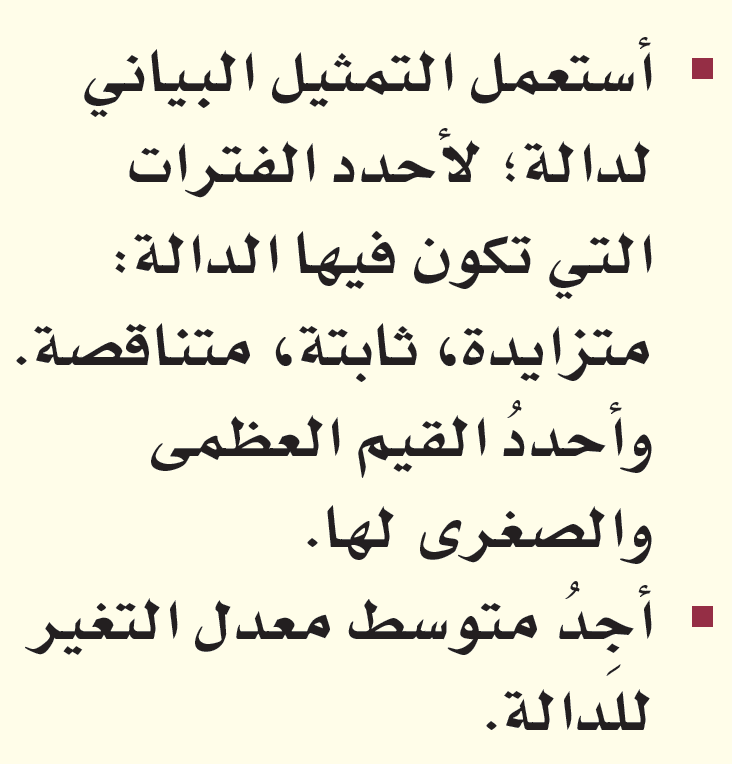 ▪ أستعمل التمثيل البياني
لدالة؛ لأحدد الفترات
التي تكون فيها الدالة:
متزايدة، ثابتة، متناقصة.
وأحددُ القيم العظمى
والصغرى لها.
▪ أجِدُ متوسط معدل التغير
للدالة.